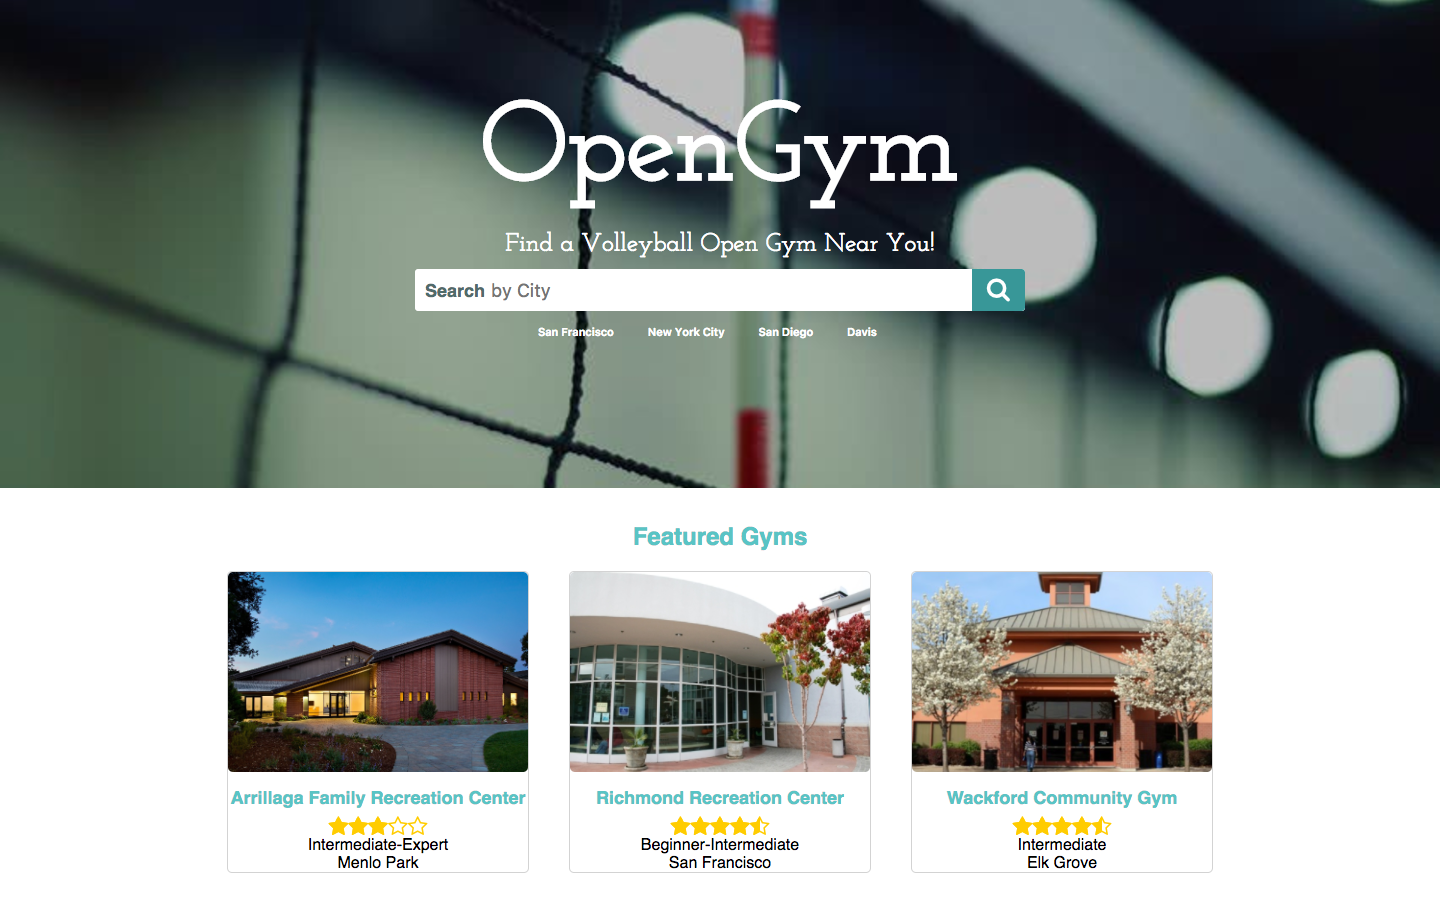 OpenGym
Find a Volleyball Open Gym Near You!
Search by City
San Francisco New York City San Diego Davis
Featured Gyms
Arrillaga Family Recreation Center
Intermediate-Expert
Menlo Park
Richmond Recreation Center
Beginner-Intermediate
San Francisco
Wackford Community Gym
Intermediate
Elk Grove